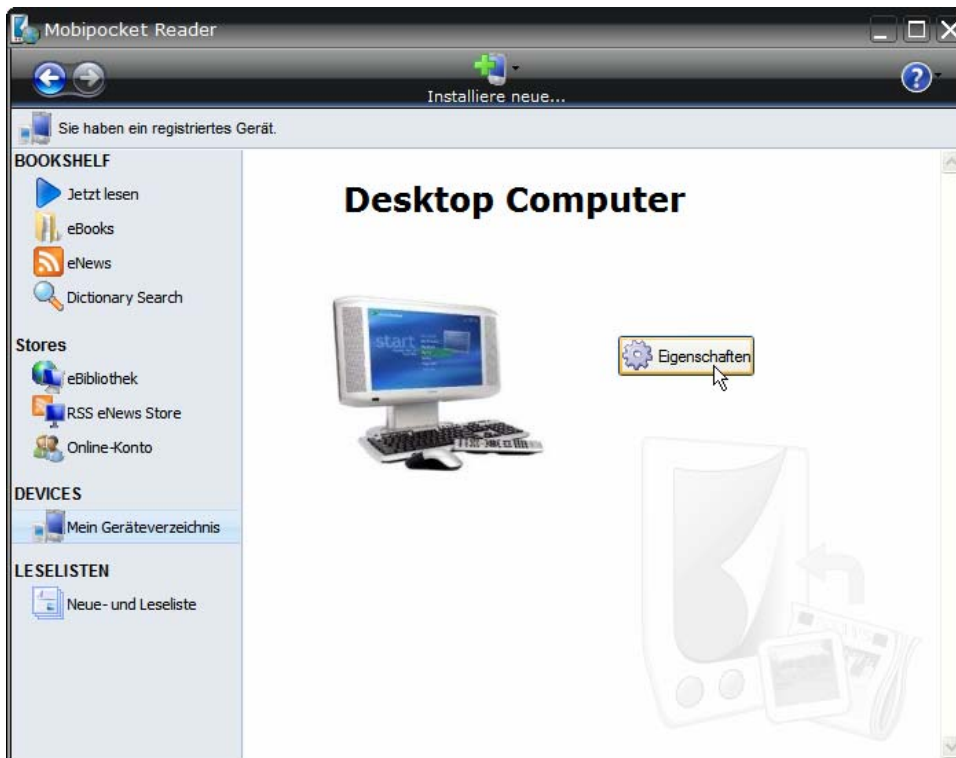 Mobipocket Reader
Installiere neue...
Sie haben ein registriertes Gerät.
BOOKSHELF
Jetzt lesen
eBooks
eNews
Dictionary Search
Stores
eBibliothek
RSS eNews Store
Online-Konto
DEVICES
Mein Geräteverzeichnis
LESELISTEN
Neue- und Leseliste
Desktop Computer
start
Eigenschaften